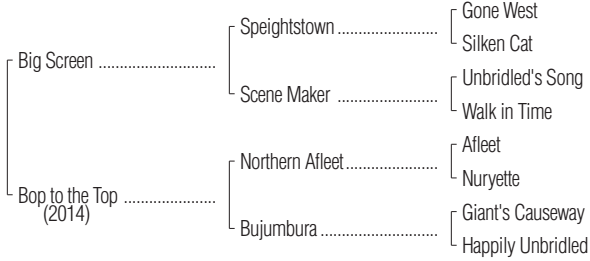 Gone West
Speightstown
Silken Cat
Big Screen
Unbridled's Song
Scene Maker
Walk in Time
Afleet
Northern Afleet
Nuryette
Bop to the Top
(2014)
Giant's Causeway
Bujumbura
Happily Unbridled